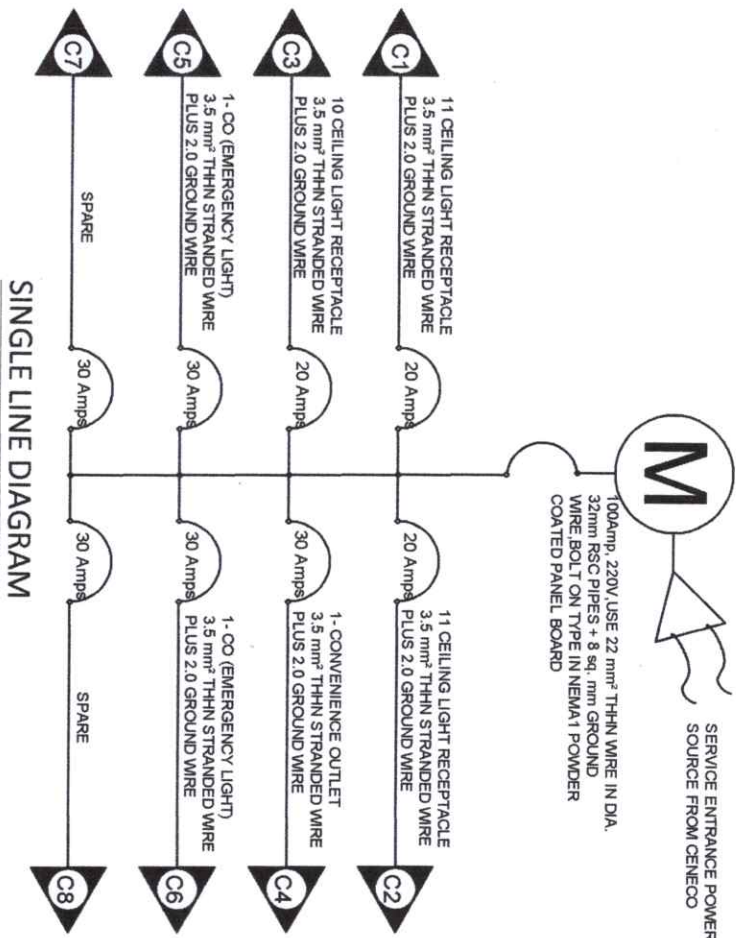 SERVICE ENTRANCE POWER
SOURCE FROM CENECO
M
100Amp, 220V,USE 22 mm² THHN WIRE IN DIA.
32mm RSC PIPES + 8 sq. mm GROUND
WIRE,BOLT ON TYPE IN NEMA1 POWDER
COATED PANEL BOARD
C1
11 CEILING LIGHT RECEPTACLE
3.5 mm² THHN STRANDED WIRE
PLUS 2.0 GROUND WIRE
20 Amps
20 Amps
11 CEILING LIGHT RECEPTACLE
3.5 mm² THHN STRANDED WIRE
PLUS 2.0 GROUND WIRE
C2
C3
10 CEILING LIGHT RECEPTACLE
3.5 mm² THHN STRANDED WIRE
PLUS 2.0 GROUND WIRE
20 Amps
30 Amps
1- CONVENIENCE OUTLET
3.5 mm² THHN STRANDED WIRE
PLUS 2.0 GROUND WIRE
C4
C5
1- CO (EMERGENCY LIGHT)
3.5 mm² THHN STRANDED WIRE
PLUS 2.0 GROUND WIRE
30 Amps
30 Amps
1- CO (EMERGENCY LIGHT)
3.5 mm² THHN STRANDED WIRE
PLUS 2.0 GROUND WIRE
C6
C7
SPARE
30 Amps
30 Amps
SPARE
C8
SINGLE LINE DIAGRAM